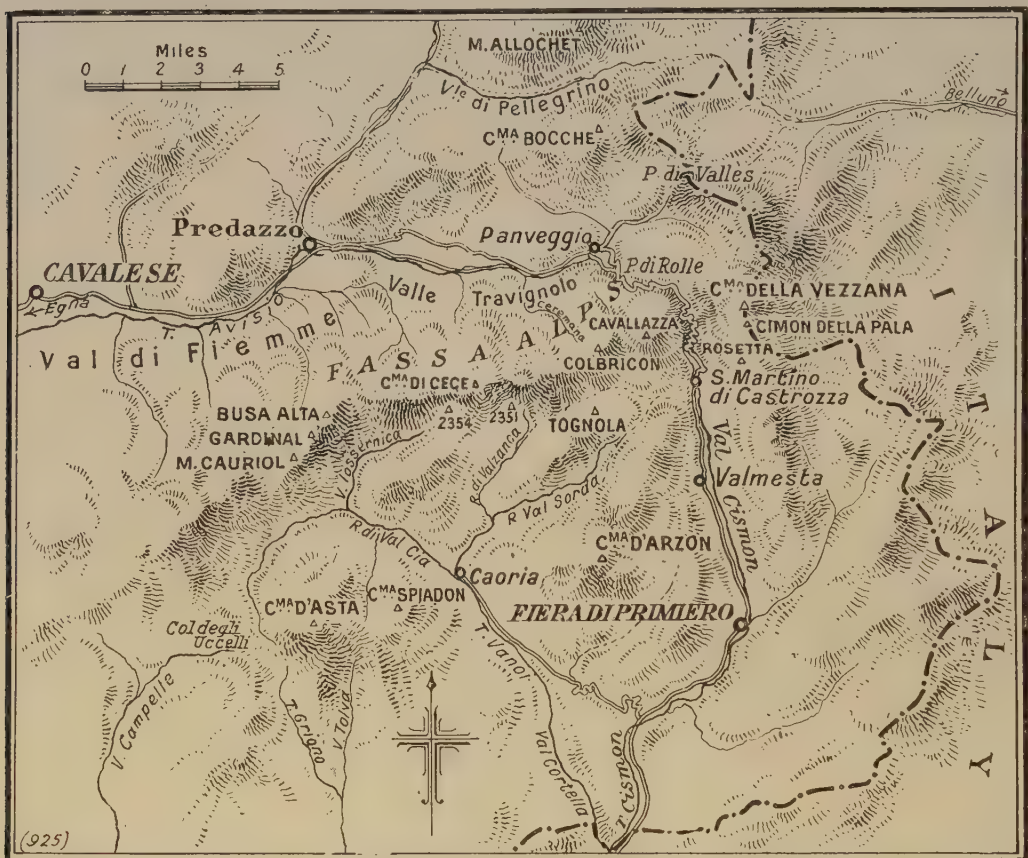 Miles
0 1 2 3 4 5
M. ALLOCHET
Vle di Pellegrino
Belluno
CMA BOCCHE
P. di Valles
Predazzo
Panveggio
P. di Rolle
CAVALESE
Egna
T. Avisio
Valle Travignolo
Ceremana
CMA DELLA VEZZANA
CAVALLAZZA
CIMON DELLA PALA
Val di Fiemme
FASSA ALPS
COLBRICON
ROSETTA
S. Martino
di Castrozza
CMA DI CECE
2354
2351
TOGNOLA
BUSA ALTA
GARDINAL
M. CAURIOL
R. di Valzanca
R. Val Sorda
Valmesta
Val Cismon
ITALY
R. di Val Cia
CMA D'ARZON
Caoria
CMA D'ASTA
CMA SPIADON
FIERA DI PRIMIERO
Col degli
Uccelli
T. Vanoi
V. Campelle
T. Grigno
V. Tolva
Val Cortella
T. Cismon
(925)